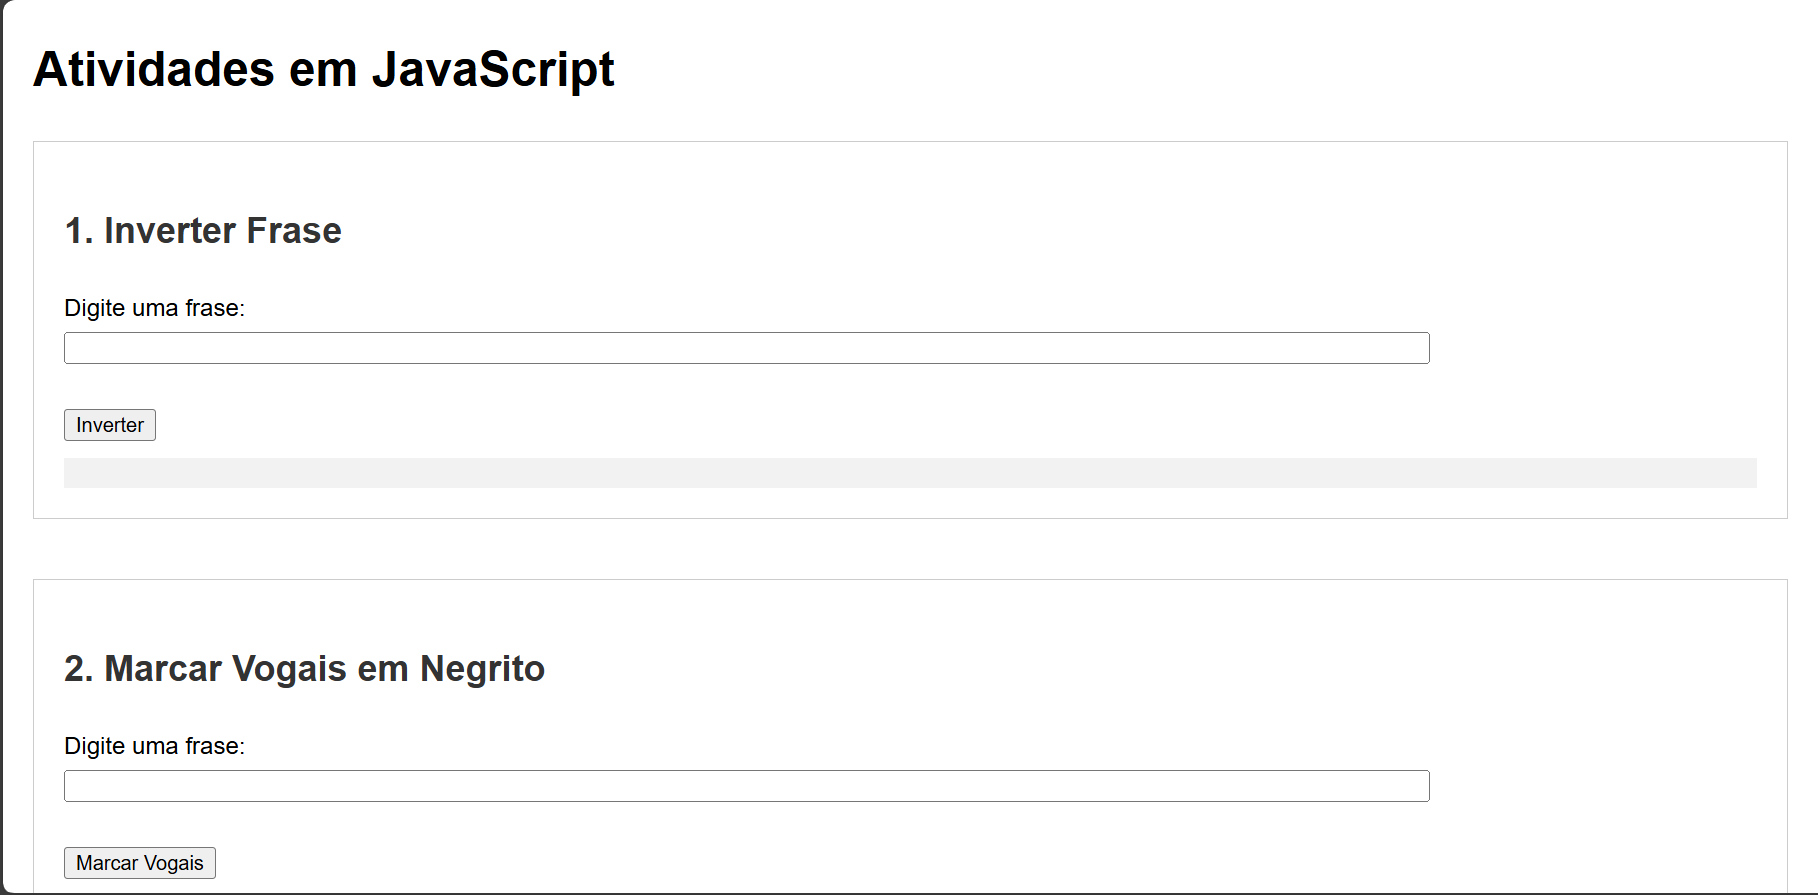 Atividades em JavaScript
1. Inverter Frase
Digite uma frase:
Inverter
2. Marcar Vogais em Negrito
Digite uma frase:
Marcar Vogais